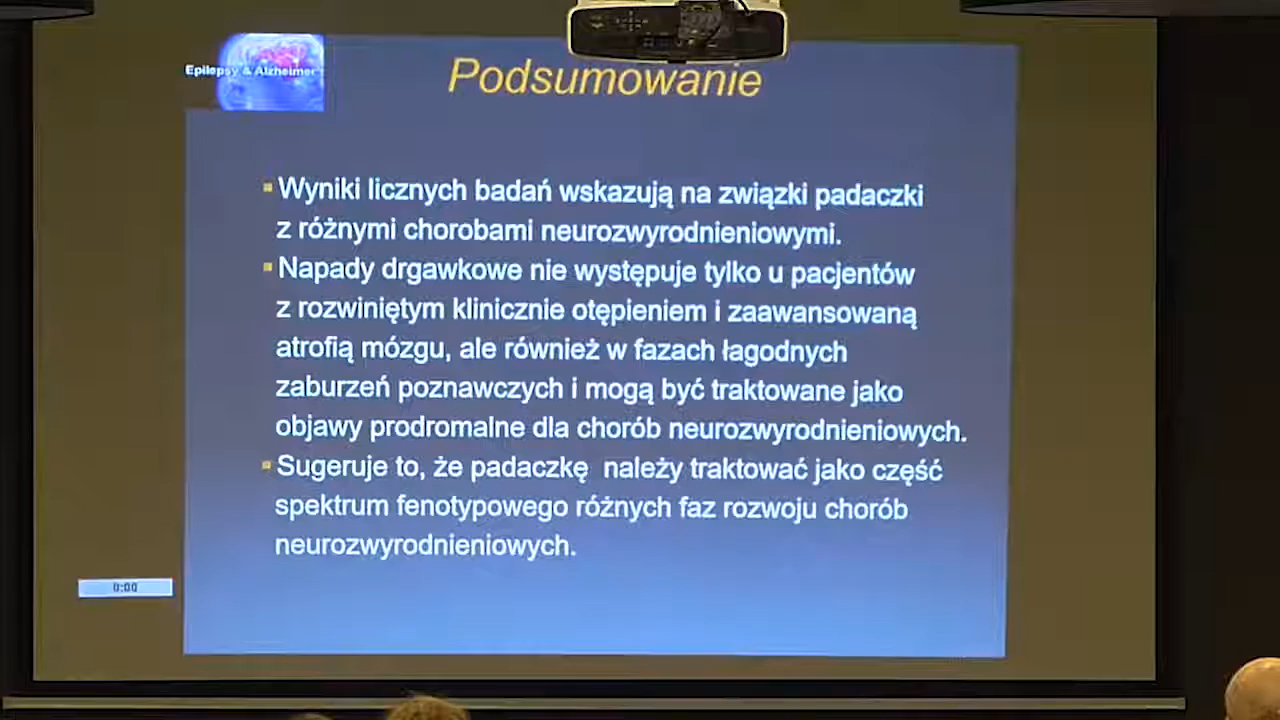 Epilepsy & Alzheimer
Podsumowanie
Wyniki licznych badań wskazują na związki padaczki
z różnymi chorobami neurozwyrodnieniowymi.
Napady drgawkowe nie występuje tylko u pacjentów
z rozwiniętym klinicznie otępieniem i zaawansowaną
atrofią mózgu, ale również w fazach łagodnych
zaburzeń poznawczych i mogą być traktowane jako
objawy prodromalne dla chorób neurozwyrodnieniowych.
Sugeruje to, że padaczkę należy traktować jako część
spektrum fenotypowego różnych faz rozwoju chorób
neurozwyrodnieniowych.
0:00